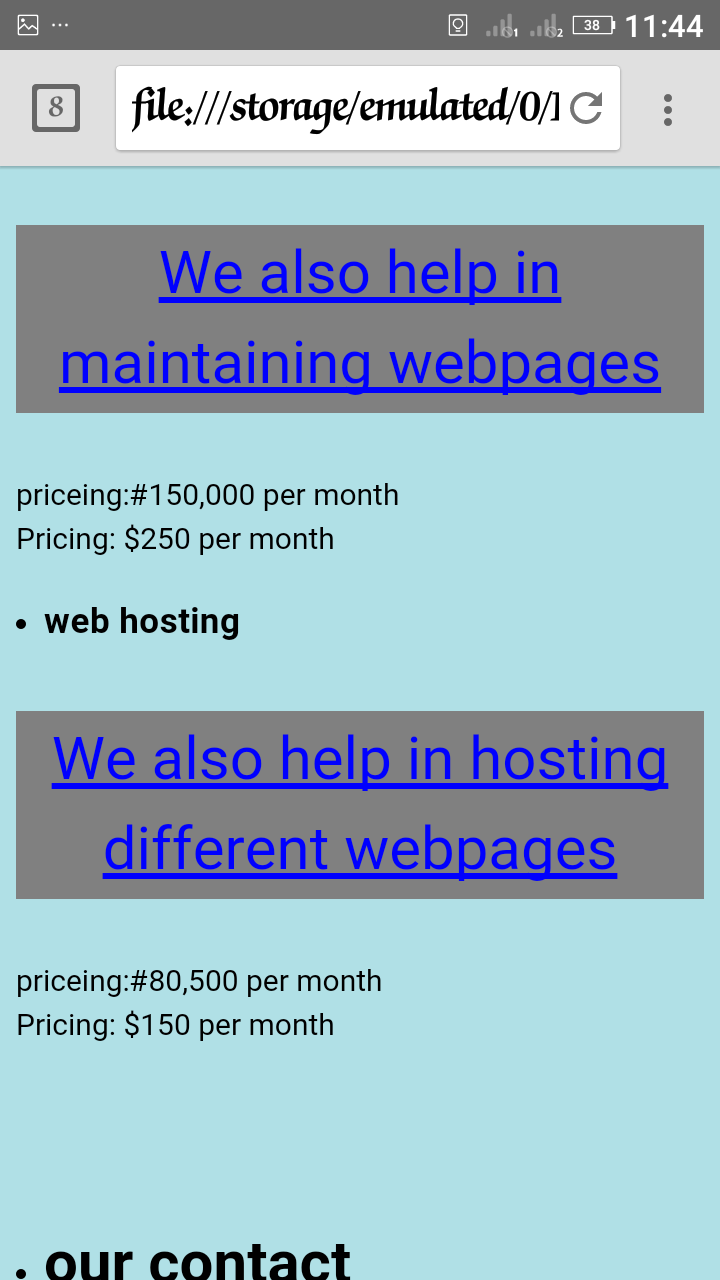 38 11:44
8 file:///storage/emulated/0/
We also help in
maintaining webpages
priceing:#150,000 per month
Pricing: $250 per month
• web hosting
We also help in hosting
different webpages
priceing:#80,500 per month
Pricing: $150 per month
• our contact